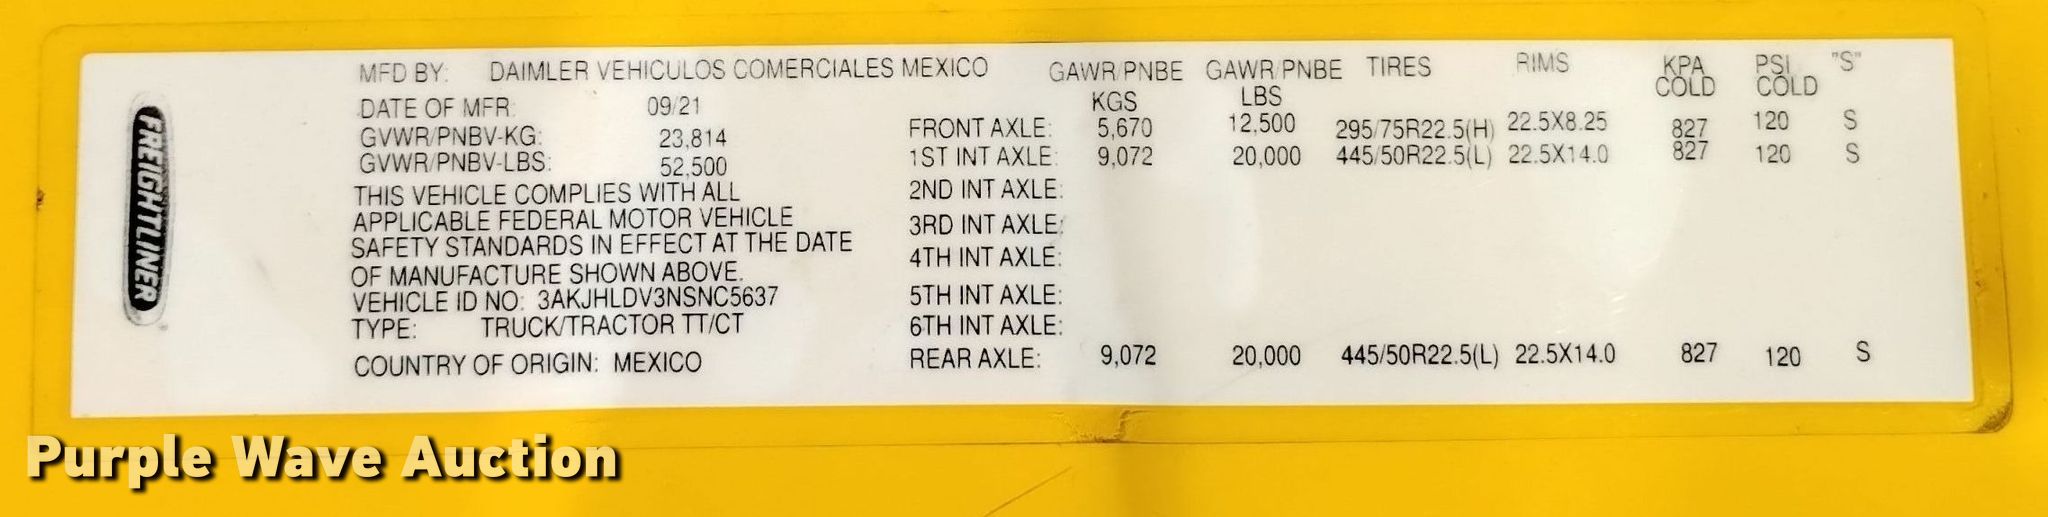 FREIGHTLINER
MFD BY: DAIMLER VEHICULOS COMERCIALES MEXICO
DATE OF MFR: 09/21
GVWR/PNBV-KG: 23,814
GVWR/PNBV-LBS: 52,500
THIS VEHICLE COMPLIES WITH ALL
APPLICABLE FEDERAL MOTOR VEHICLE
SAFETY STANDARDS IN EFFECT AT THE DATE
OF MANUFACTURE SHOWN ABOVE.
VEHICLE ID NO: 3AKJHLDV3NSNC5637
TYPE: TRUCK/TRACTOR TT/CT
COUNTRY OF ORIGIN: MEXICO
GAWR/PNBE GAWR/PNBE TIRES RIMS KPA PSI "S"
KGS LBS COLD COLD
FRONT AXLE: 5,670 12,500 295/75R22.5(H) 22.5X8.25 827 120 S
1ST INT AXLE: 9,072 20,000 445/50R22.5(L) 22.5X14.0 827 120 S
2ND INT AXLE:
3RD INT AXLE:
4TH INT AXLE:
5TH INT AXLE:
6TH INT AXLE:
REAR AXLE: 9,072 20,000 445/50R22.5(L) 22.5X14.0 827 120 S
Purple Wave Auction